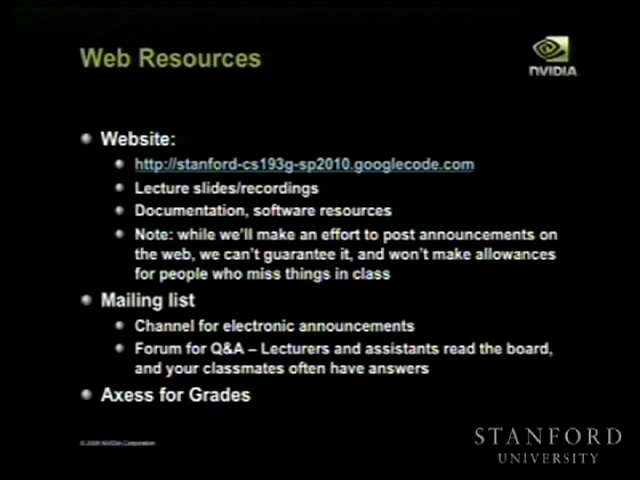 Web Resources
NVIDIA
Website:
http://stanford-cs193g-sp2010.googlecode.com
Lecture slides/recordings
Documentation, software resources
Note: while we'll make an effort to post announcements on
the web, we can't guarantee it, and won't make allowances
for people who miss things in class
Mailing list
Channel for electronic announcements
Forum for Q&A – Lecturers and assistants read the board,
and your classmates often have answers
Axess for Grades
© 2008 NVIDIA Corporation
STANFORD
UNIVERSITY